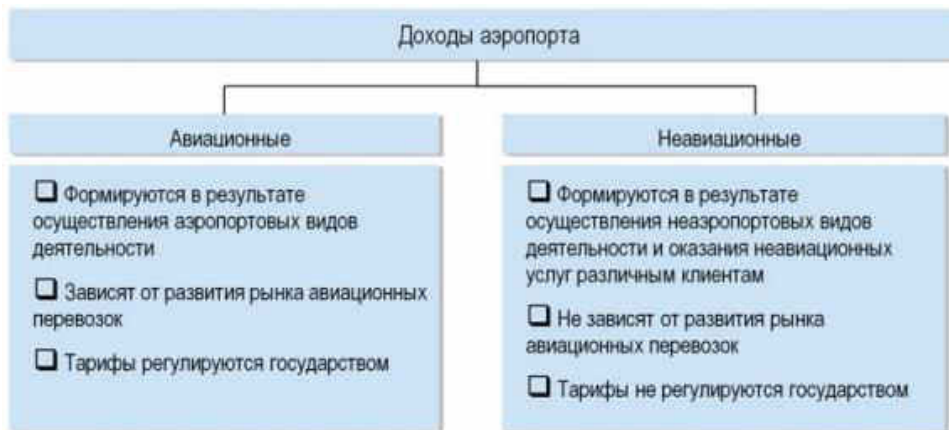 Доходы аэропорта
Авиационные
❑ Формируются в результате
осуществления аэропортовых видов
деятельности
❑ Зависят от развития рынка авиационных
перевозок
❑ Тарифы регулируются государством
Неавиационные
❑ Формируются в результате
осуществления неаэропортовых видов
деятельности и оказания неавиационных
услуг различным клиентам
❑ Не зависят от развития рынка
авиационных перевозок
❑ Тарифы не регулируются государством